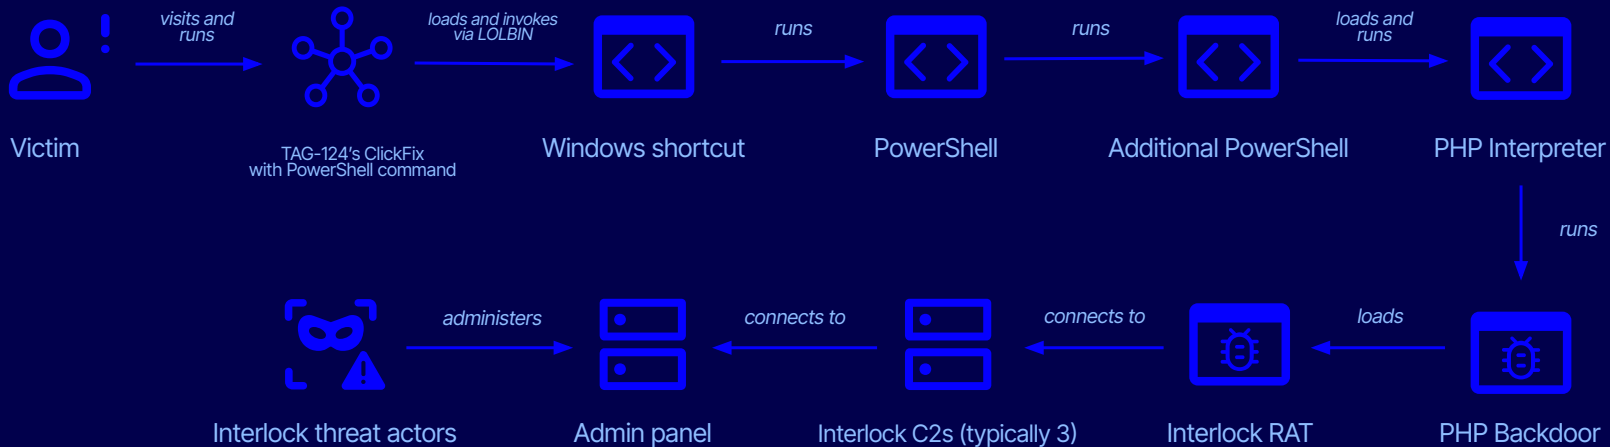 visits and
runs
loads and invokes
via LOLBIN
runs
runs
loads and
runs
Victim
TAG-124's ClickFix
with PowerShell command
Windows shortcut
PowerShell
Additional PowerShell
PHP Interpreter
runs
administers
connects to
connects to
loads
Interlock threat actors
Admin panel
Interlock C2s (typically 3)
Interlock RAT
PHP Backdoor